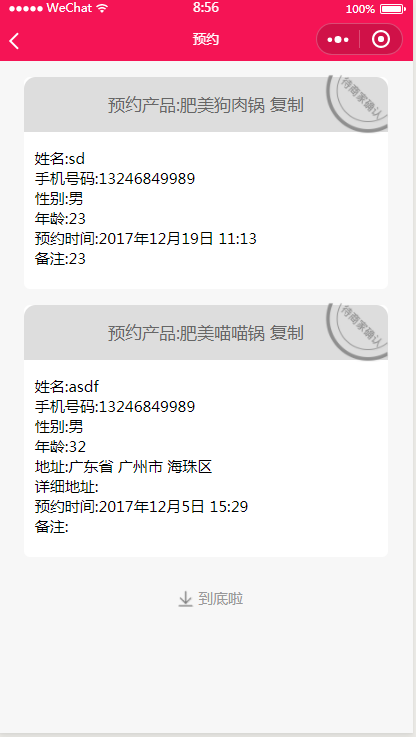 WeChat 8:56 100%
预约
预约产品:肥美狗肉锅 复制
待商家确认
姓名:sd
手机号码:13246849989
性别:男
年龄:23
预约时间:2017年12月19日 11:13
备注:23
预约产品:肥美喵喵锅 复制
待商家确认
姓名:asdf
手机号码:13246849989
性别:男
年龄:32
地址:广东省 广州市 海珠区
详细地址:
预约时间:2017年12月5日 15:29
备注:
到底啦